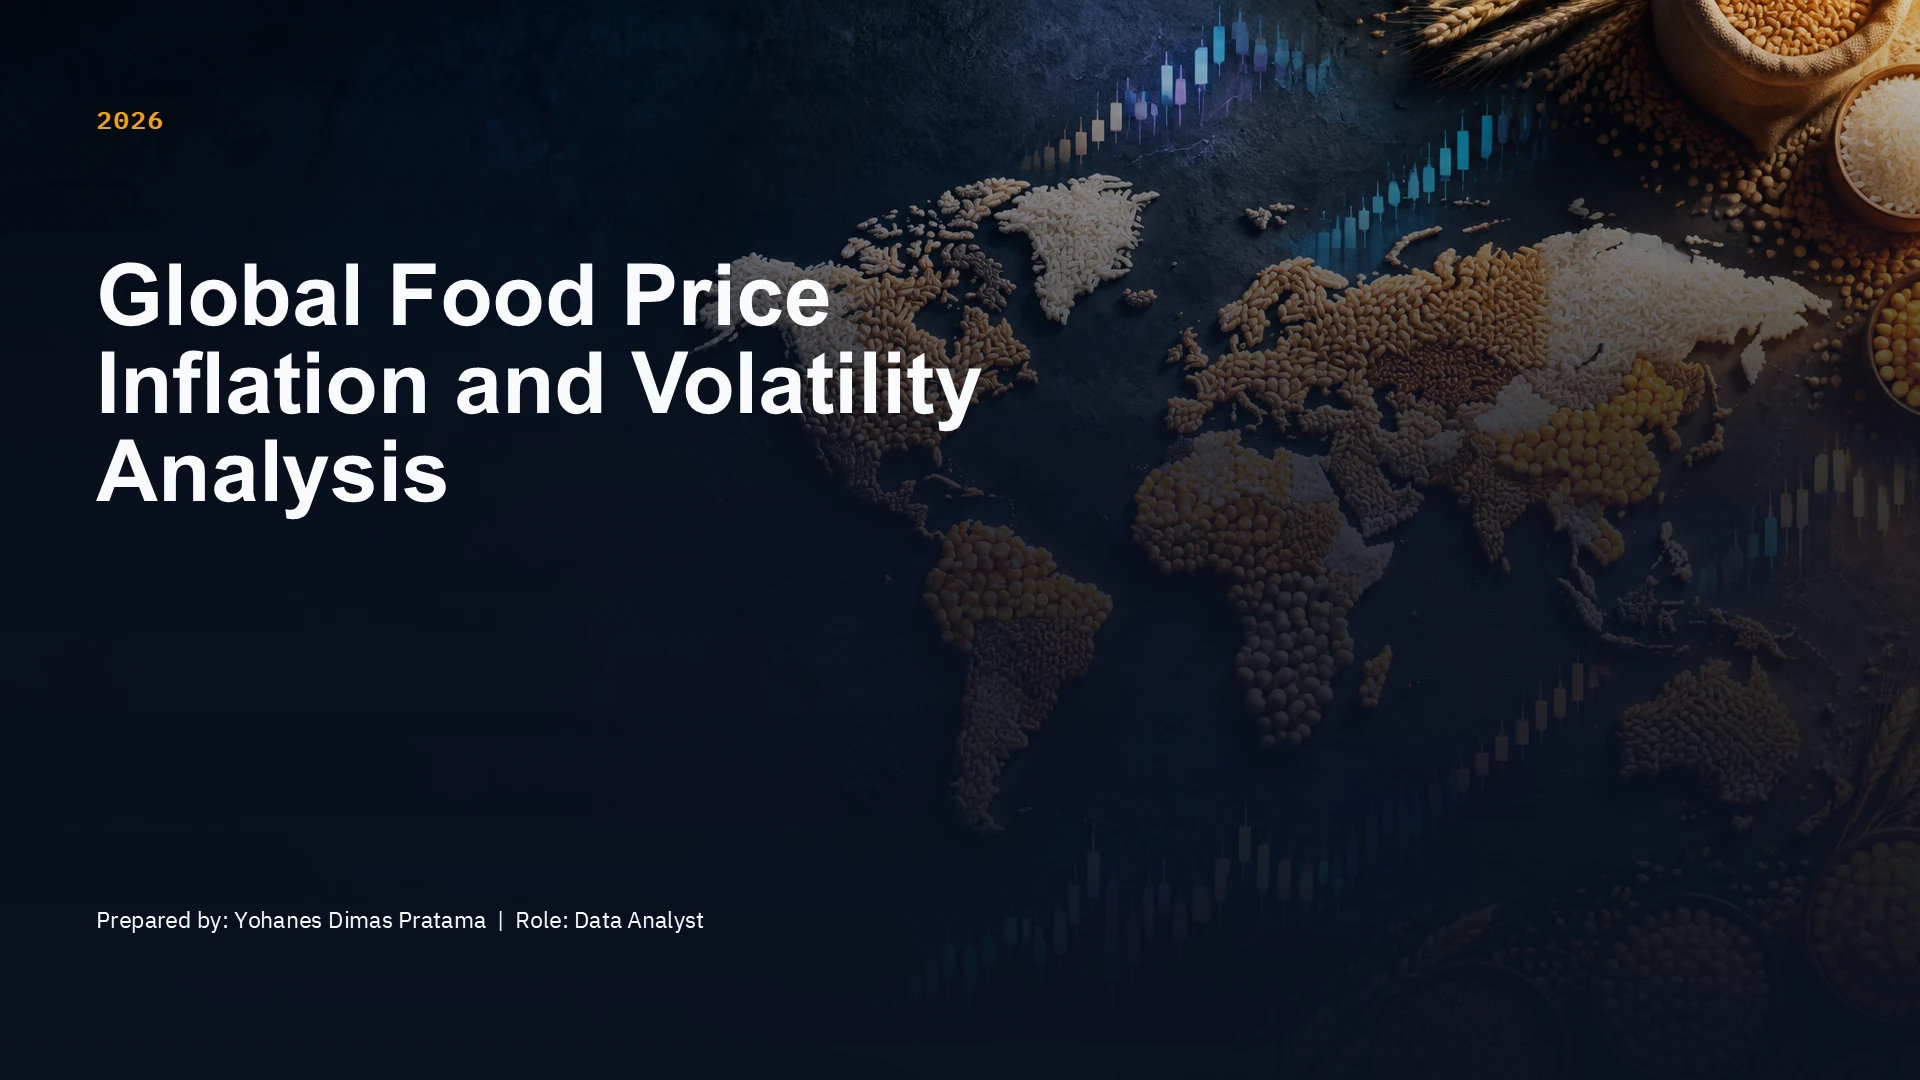 2026
Global Food Price
Inflation and Volatility
Analysis
Prepared by: Yohanes Dimas Pratama | Role: Data Analyst